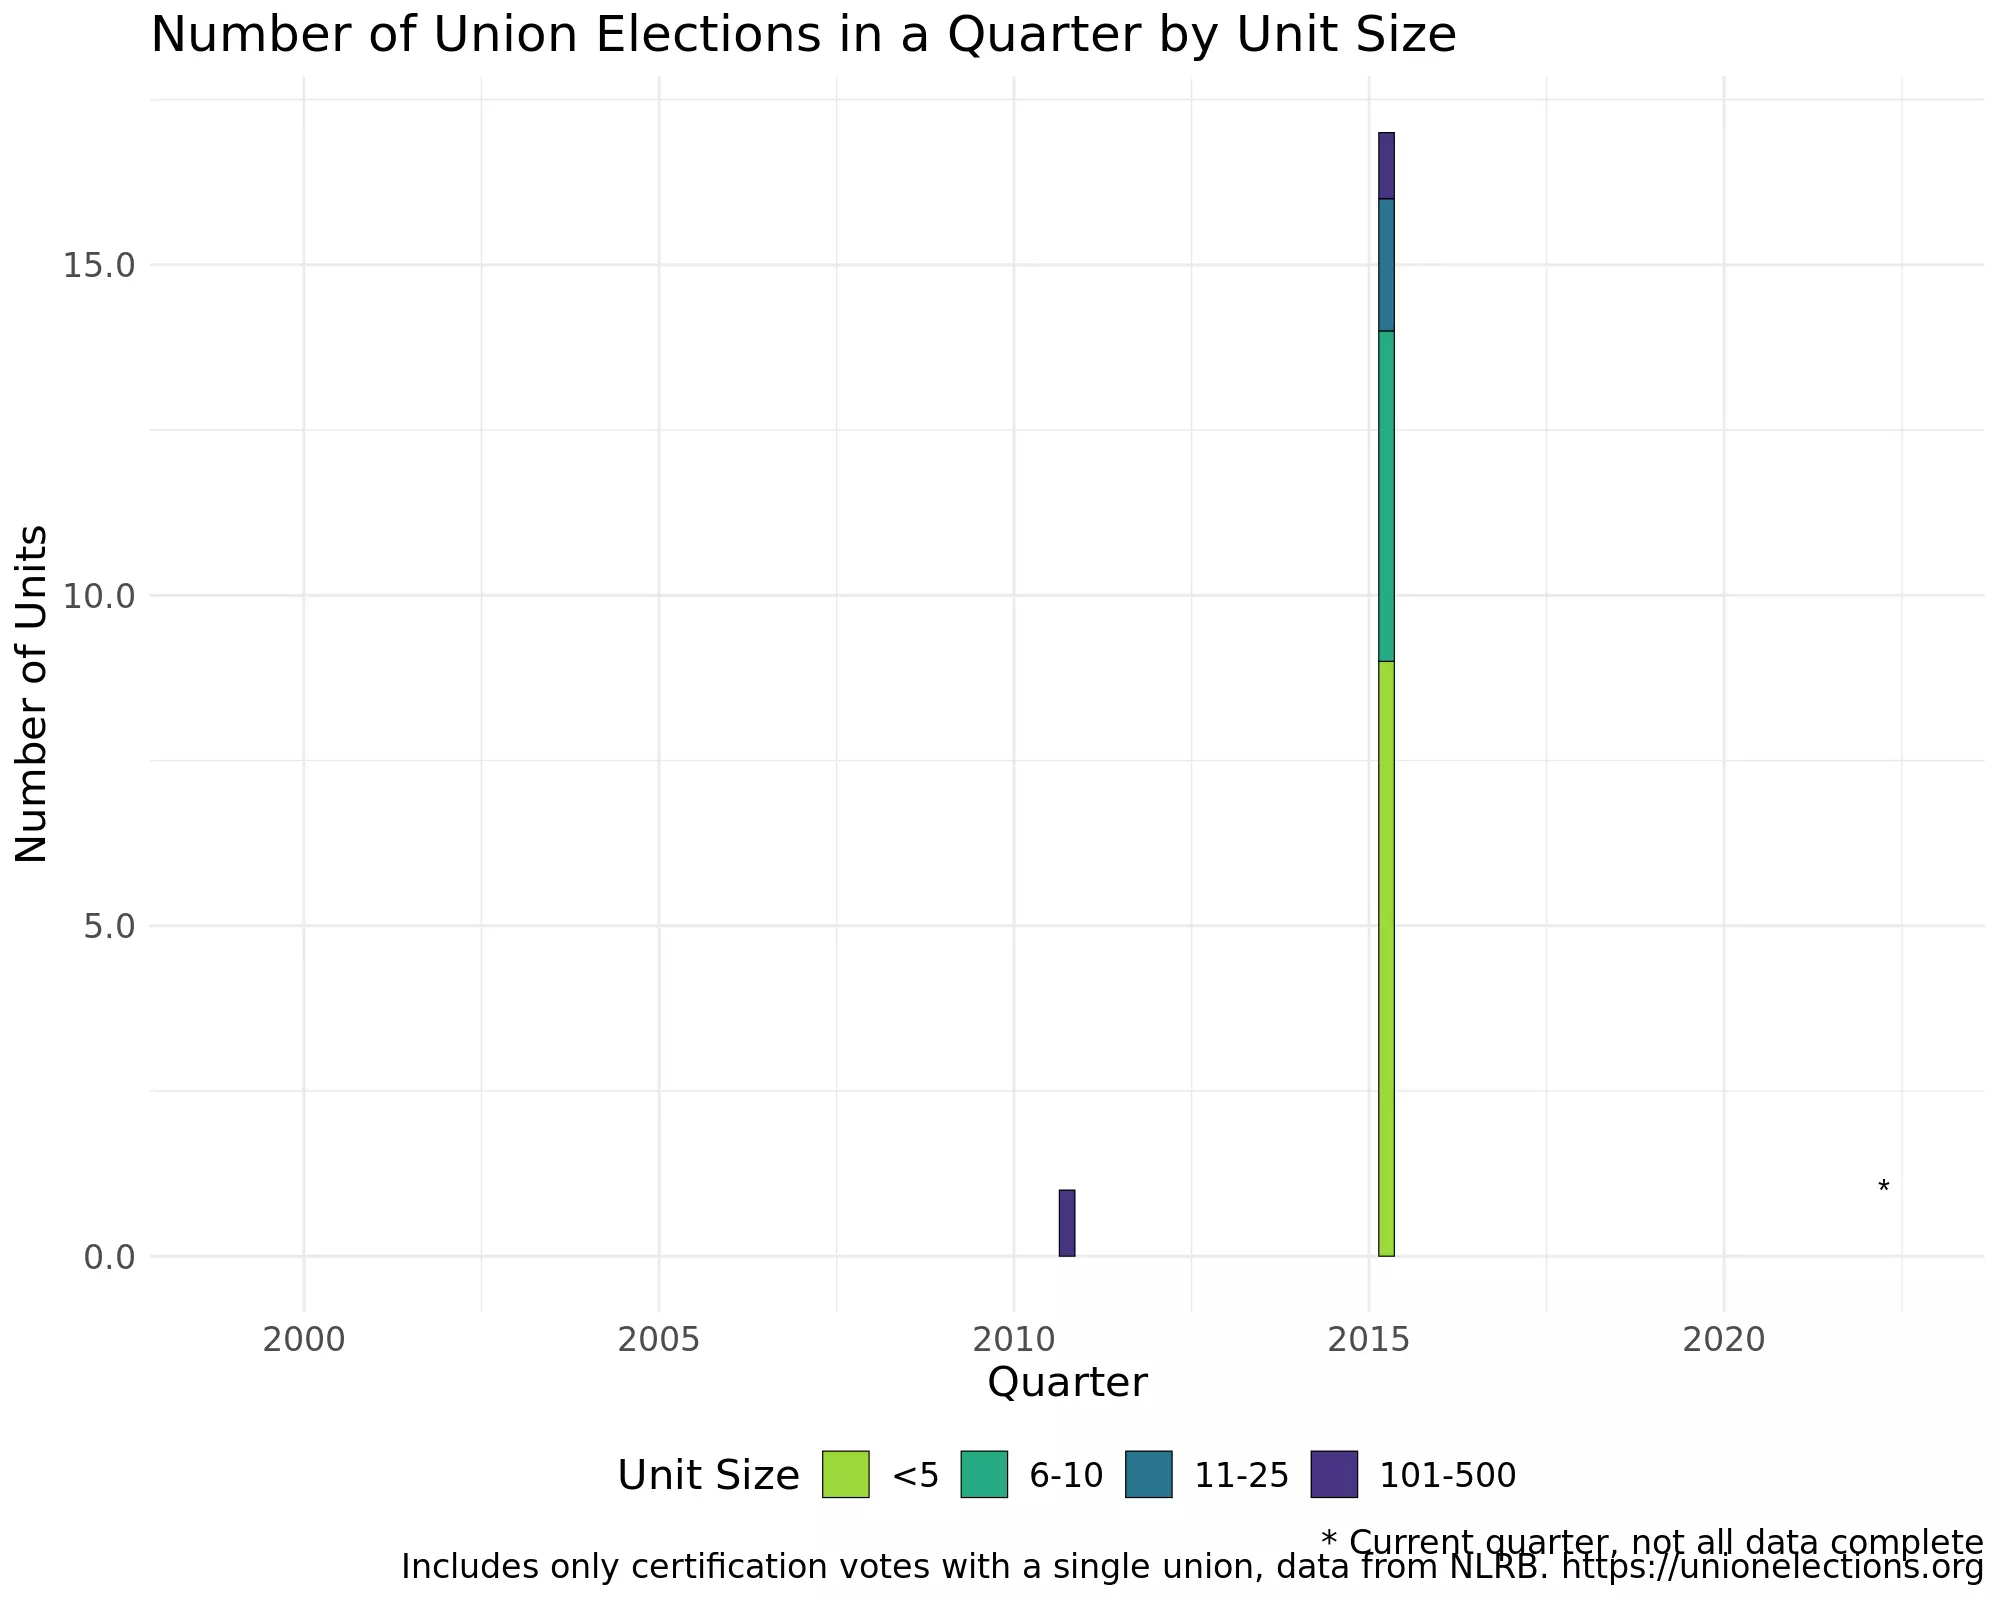 Number of Union Elections in a Quarter by Unit Size
Number of Units
15.0
10.0
5.0
0.0
*
2000 2005 2010 2015 2020
Quarter
Unit Size <5 6-10 11-25 101-500
* Current quarter, not all data complete
Includes only certification votes with a single union, data from NLRB. https://unionelections.org